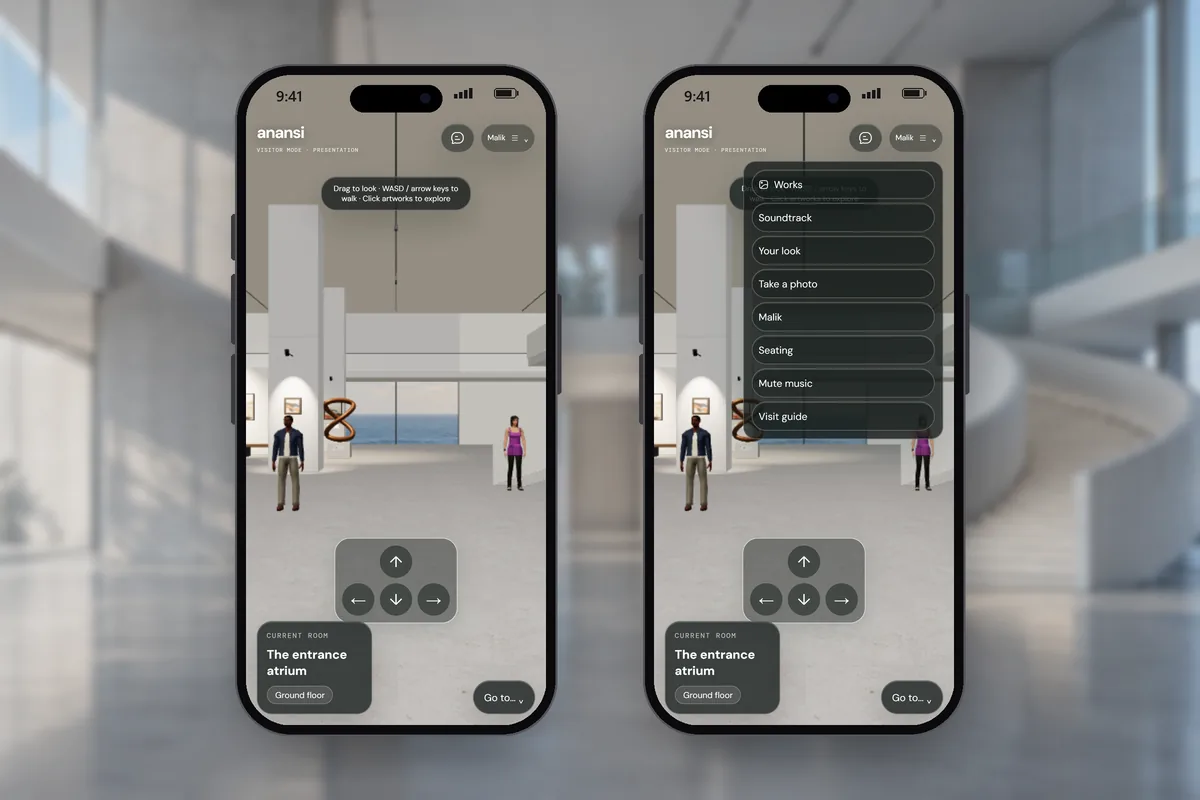 9:41
anansi
VISITOR MODE · PRESENTATION
Malik
Drag to look · WASD / arrow keys to
walk · Click artworks to explore
CURRENT ROOM
The entrance
atrium
Ground floor
Go to...
9:41
anansi
VISITOR MODE · PRESENTATION
Malik
Works
Soundtrack
Your look
Take a photo
Malik
Seating
Mute music
Visit guide
CURRENT ROOM
The entrance
atrium
Ground floor
Go to...